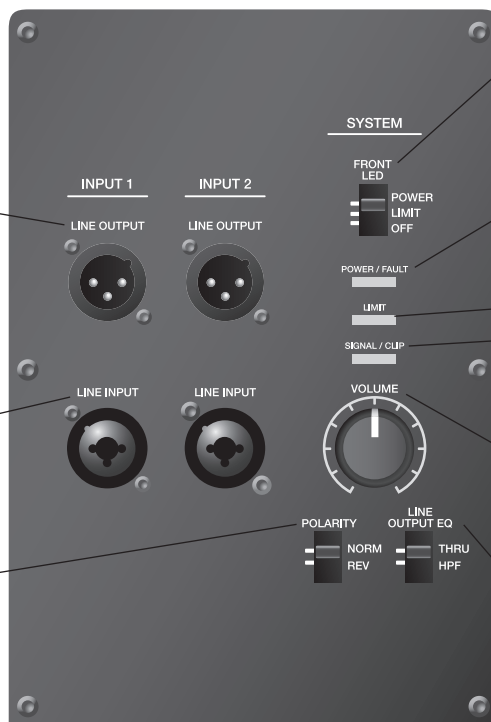 SYSTEM
FRONT
LED
POWER
LIMIT
OFF
INPUT 1
INPUT 2
LINE OUTPUT
LINE OUTPUT
POWER / FAULT
LIMIT
SIGNAL / CLIP
LINE INPUT
LINE INPUT
VOLUME
POLARITY
NORM
REV
LINE
OUTPUT EQ
THRU
HPF